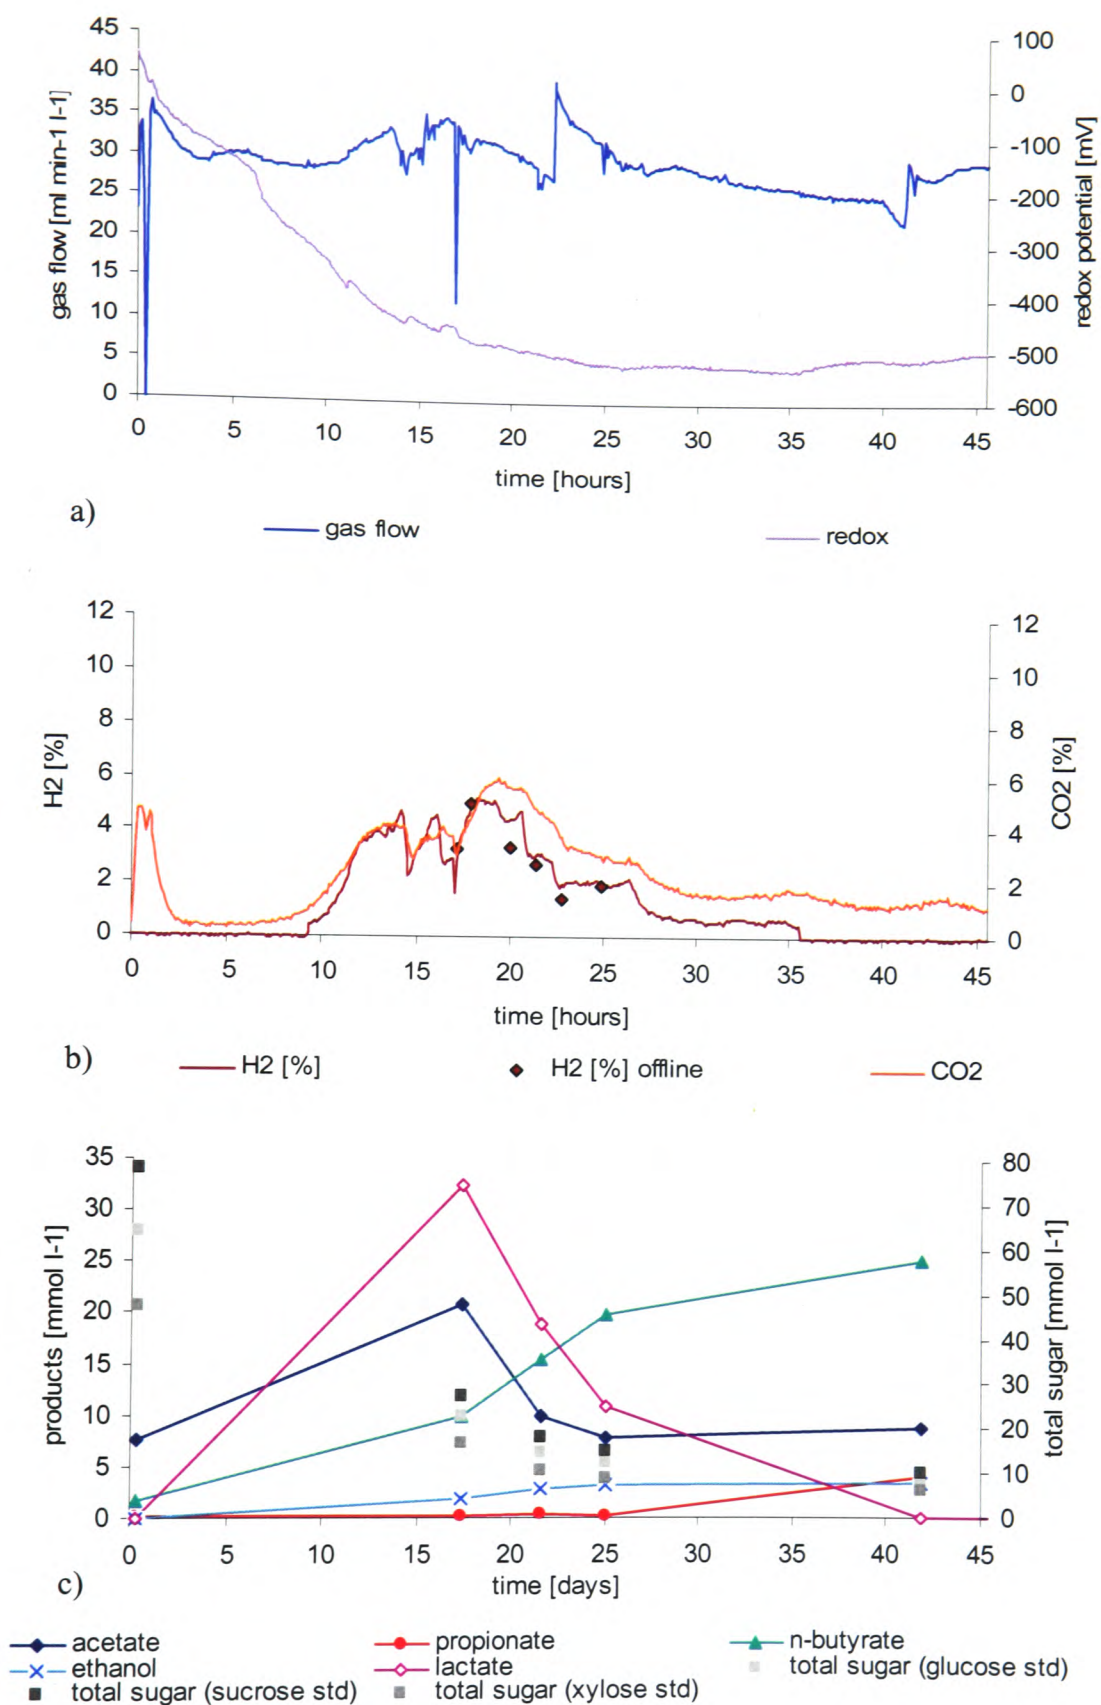 45
40
35
30
25
20
15
10
5
0
gas flow [ml min-1 l-1]
100
0
-100
-200
-300
-400
-500
-600
redox potential [mV]
0 5 10 15 20 25 30 35 40 45
time [hours]
a)
gas flow redox
12
10
8
6
4
2
0
H2 [%]
12
10
8
6
4
2
0
CO2 [%]
0 5 10 15 20 25 30 35 40 45
time [hours]
b)
H2 [%] H2 [%] offline CO2
35
30
25
20
15
10
5
0
products [mmol l-1]
80
70
60
50
40
30
20
10
0
total sugar [mmol l-1]
0 5 10 15 20 25 30 35 40 45
time [days]
c)
acetate propionate n-butyrate
ethanol lactate total sugar (glucose std)
total sugar (sucrose std) total sugar (xylose std)